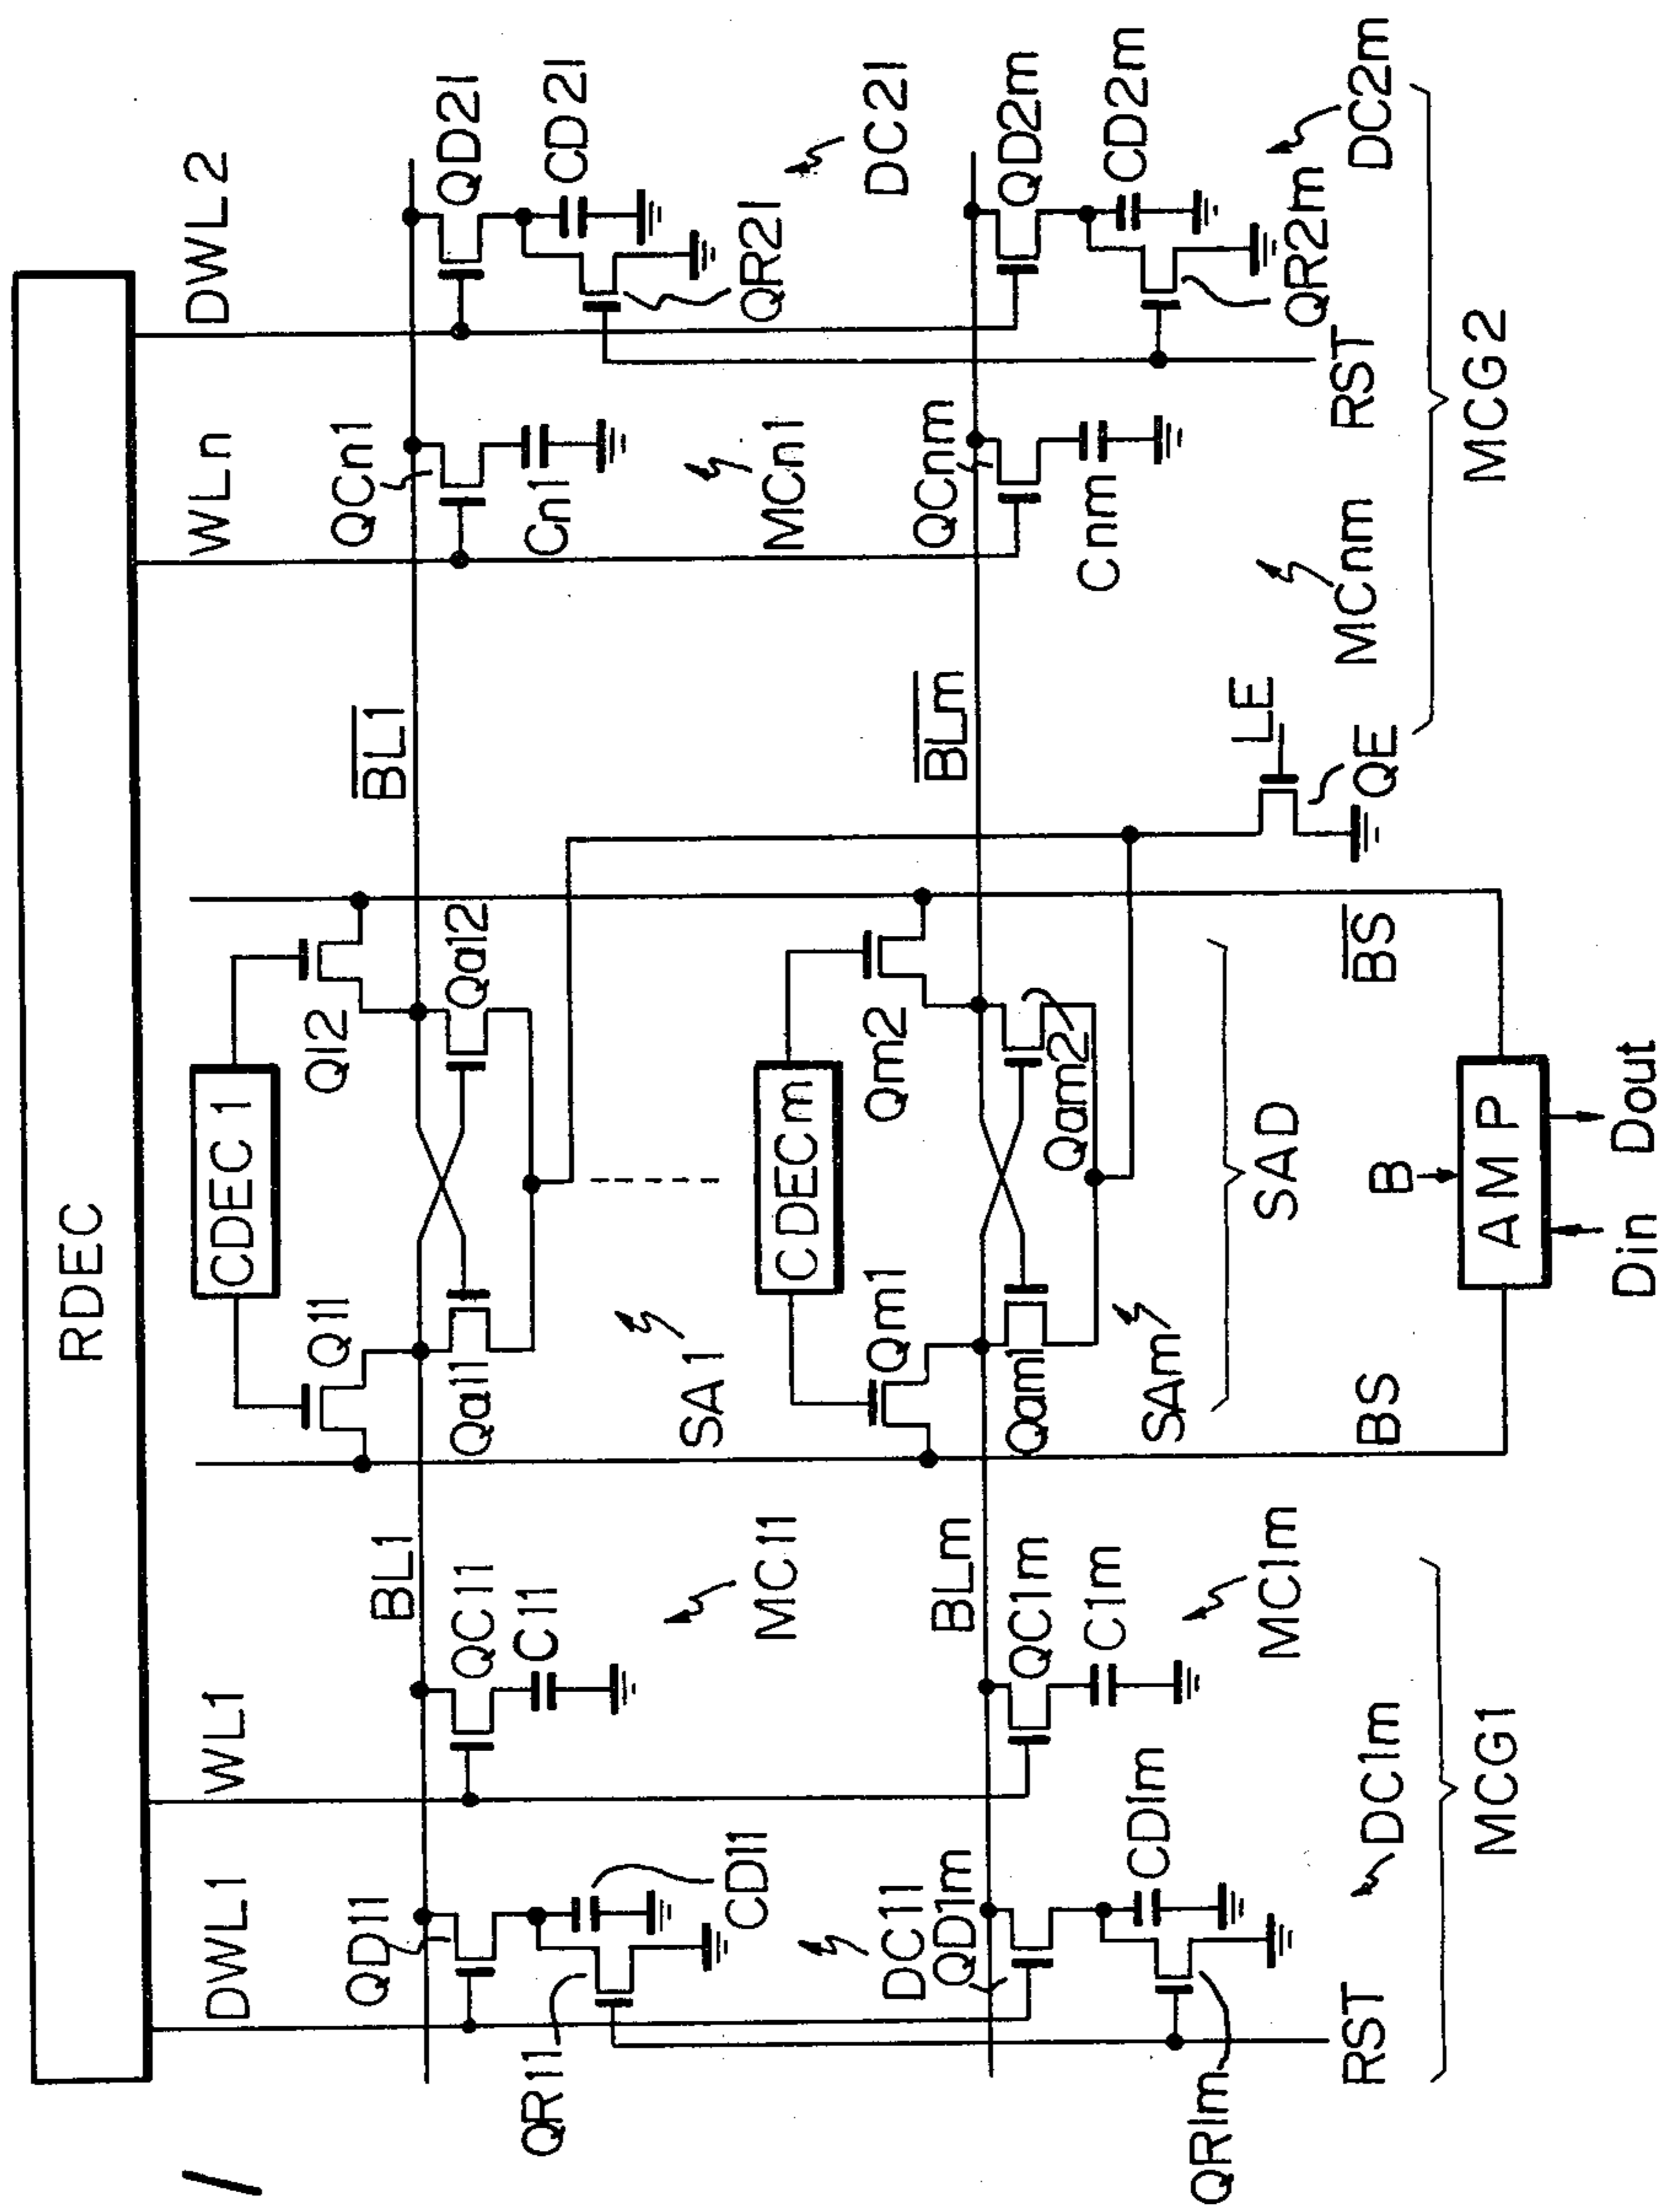 RDEC
DWL1 WL1 WLn DWL2
CDEC1
Q11 Q12
BL1 BL1
QD11 QC11 Qa11 Qa12 QCn1 QD21
QR11 C11 Cn1 CD21
CD11 MC11 SA1 MCn1 QR21
DC11 CDECm DC21
Qm1 Qm2
QD1m BLm BLm QCnm QD2m
QC1m Qam1 Qam2
CD1m C1m Cnm CD2m
QR1m SAm QR2m
MC1m SAD LE
RST DC1m BS BS QE MCnm RST DC2m
B
MCG1 AMP MCG2
Din Dout